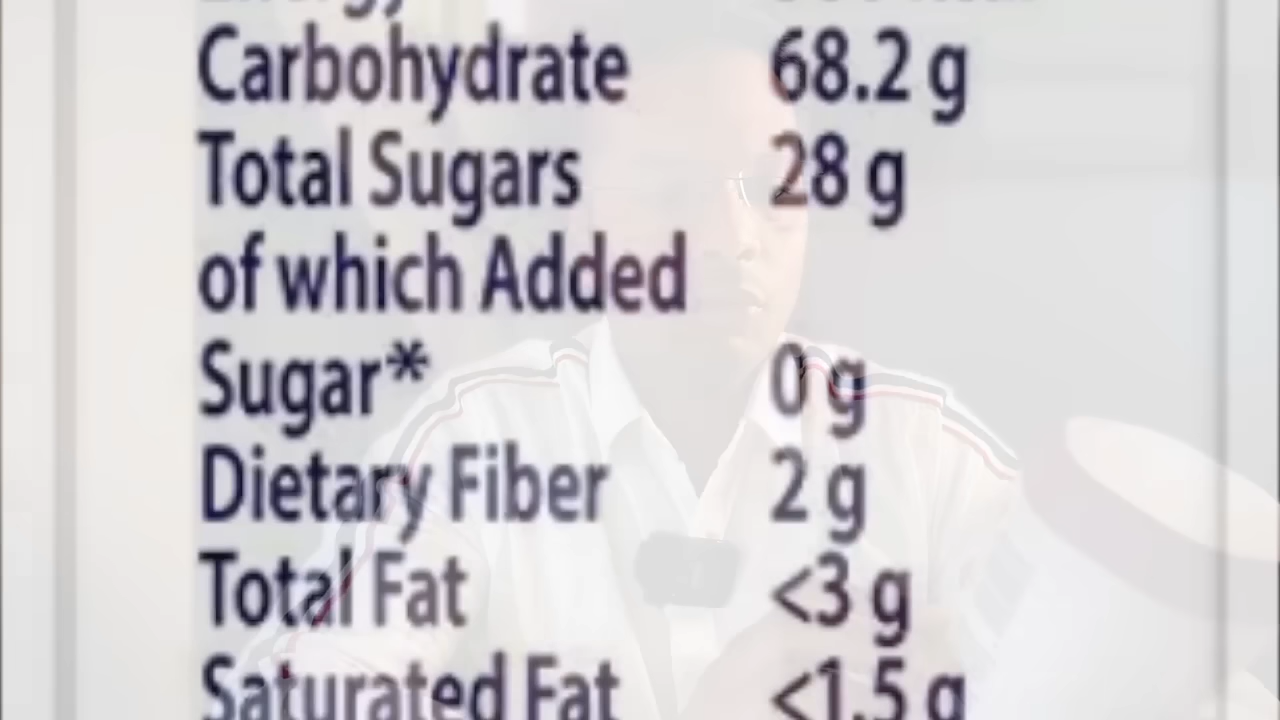 Carbohydrate 68.2 g
Total Sugars 28 g
of which Added
Sugar* 0 g
Dietary Fiber 2 g
Total Fat <3 g
Saturated Fat <1.5 g